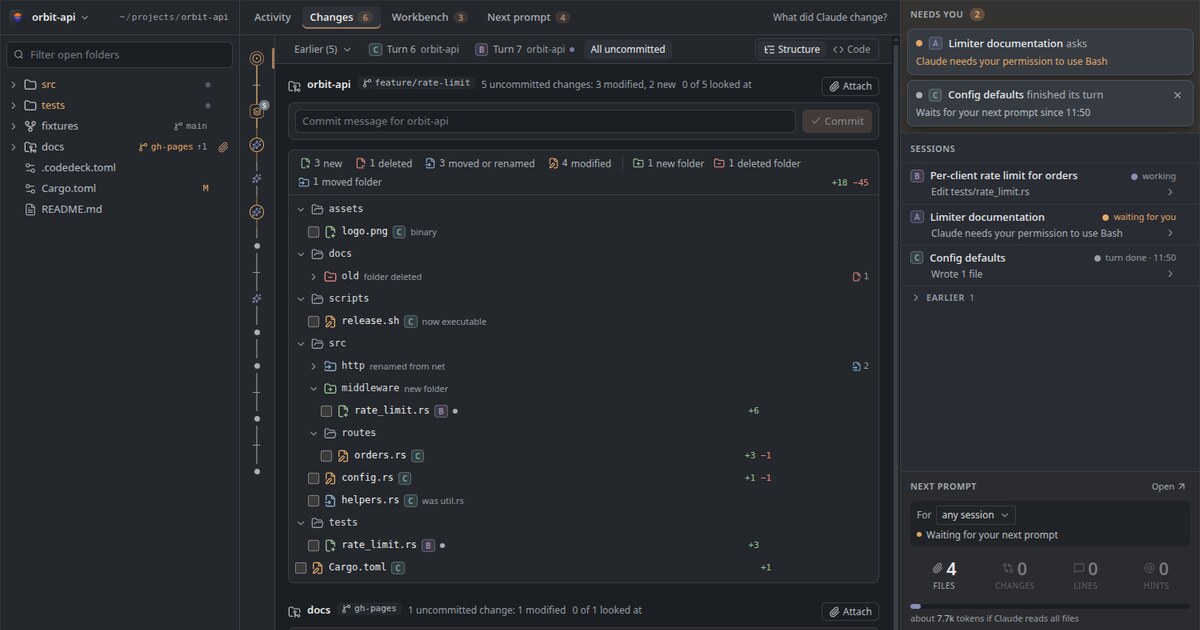 orbit-api
~/projects/orbit-api
Filter open folders
src
tests
fixtures
main
docs
gh-pages ↑1
.codedeck.toml
Cargo.toml
M
README.md
Activity
Changes 6
Workbench 3
Next prompt 4
What did Claude change?
Earlier (5)
C Turn 6 orbit-api
B Turn 7 orbit-api
All uncommitted
Structure
<> Code
5
orbit-api
feature/rate-limit
5 uncommitted changes: 3 modified, 2 new 0 of 5 looked at
Attach
Commit message for orbit-api
Commit
3 new
1 deleted
3 moved or renamed
4 modified
1 new folder
1 deleted folder
1 moved folder
+18 −45
assets
logo.png C binary
docs
old folder deleted
1
scripts
release.sh C now executable
src
http renamed from net
2
middleware new folder
rate_limit.rs B
+6
routes
orders.rs C
+3 −1
config.rs C
+1 −1
helpers.rs C was util.rs
tests
rate_limit.rs B
+3
Cargo.toml C
+1
docs
gh-pages
1 uncommitted change: 1 modified 0 of 1 looked at
Attach
NEEDS YOU 2
A Limiter documentation asks
Claude needs your permission to use Bash
C Config defaults finished its turn
Waits for your next prompt since 11:50
SESSIONS
B Per-client rate limit for orders
working
Edit tests/rate_limit.rs
A Limiter documentation
waiting for you
Claude needs your permission to use Bash
C Config defaults
turn done · 11:50
Wrote 1 file
EARLIER 1
NEXT PROMPT
Open ↗
For any session
Waiting for your next prompt
4
FILES
0
CHANGES
0
LINES
0
HINTS
about 7.7k tokens if Claude reads all files